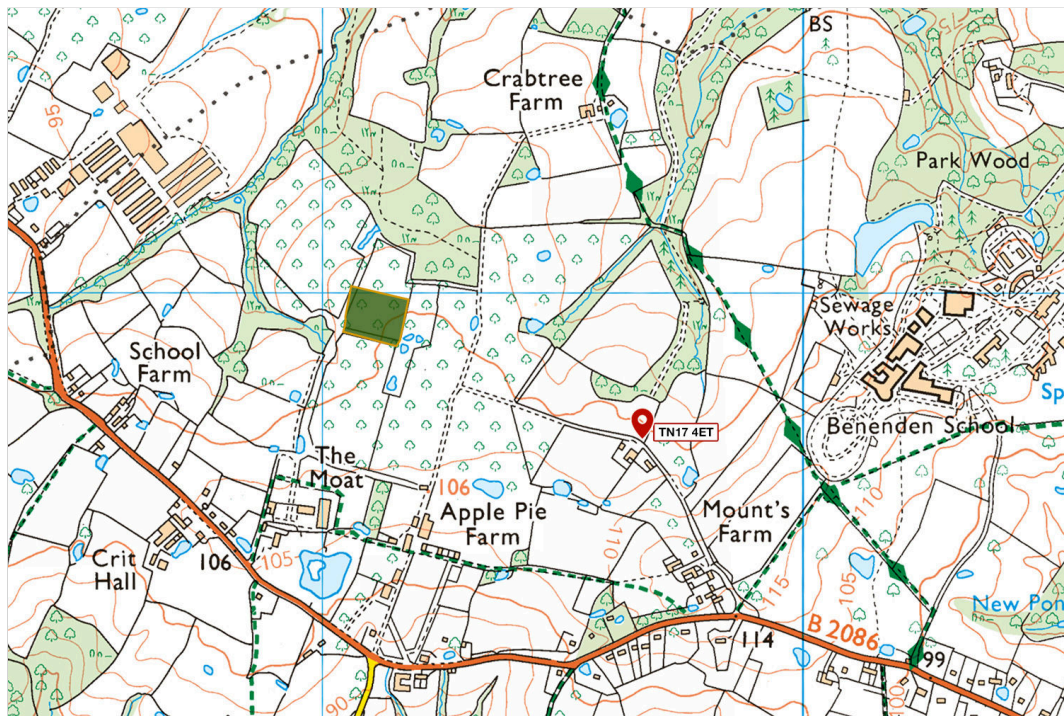 BS
Crabtree
Farm
95
Park Wood
Sewage
Works
School
Farm
Sp
TN17 4ET
Benenden School
The
Moat
106
Apple Pie
Farm
Mount's
Farm
110
110
Crit
Hall
106
105
115
105
New Pon
B 2086
114
99
90
100